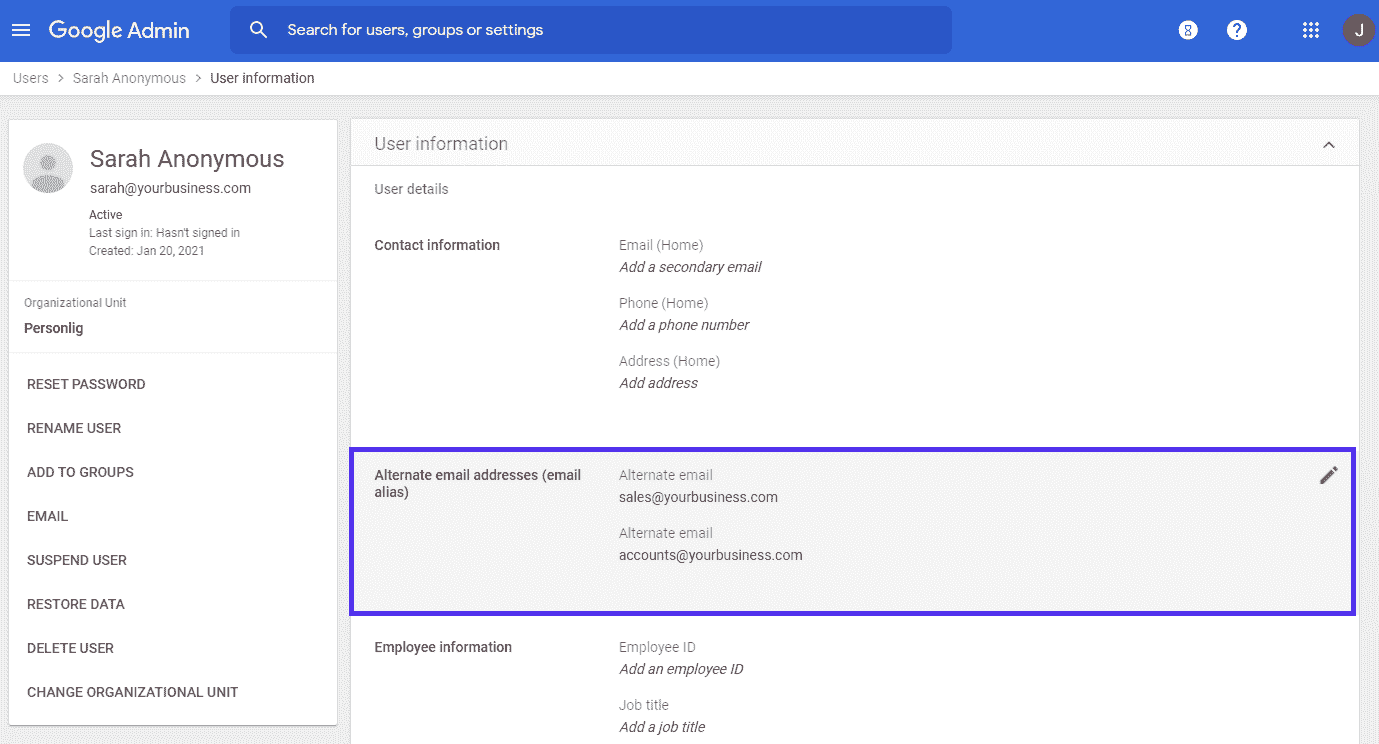 Google Admin
Search for users, groups or settings
8
?
J
Users > Sarah Anonymous > User information
Sarah Anonymous
sarah@yourbusiness.com
Active
Last sign in: Hasn't signed in
Created: Jan 20, 2021
Organizational Unit
Personlig
RESET PASSWORD
RENAME USER
ADD TO GROUPS
EMAIL
SUSPEND USER
RESTORE DATA
DELETE USER
CHANGE ORGANIZATIONAL UNIT
User information
User details
Contact information
Email (Home)
Add a secondary email
Phone (Home)
Add a phone number
Address (Home)
Add address
Alternate email addresses (email
alias)
Alternate email
sales@yourbusiness.com
Alternate email
accounts@yourbusiness.com
Employee information
Employee ID
Add an employee ID
Job title
Add a job title